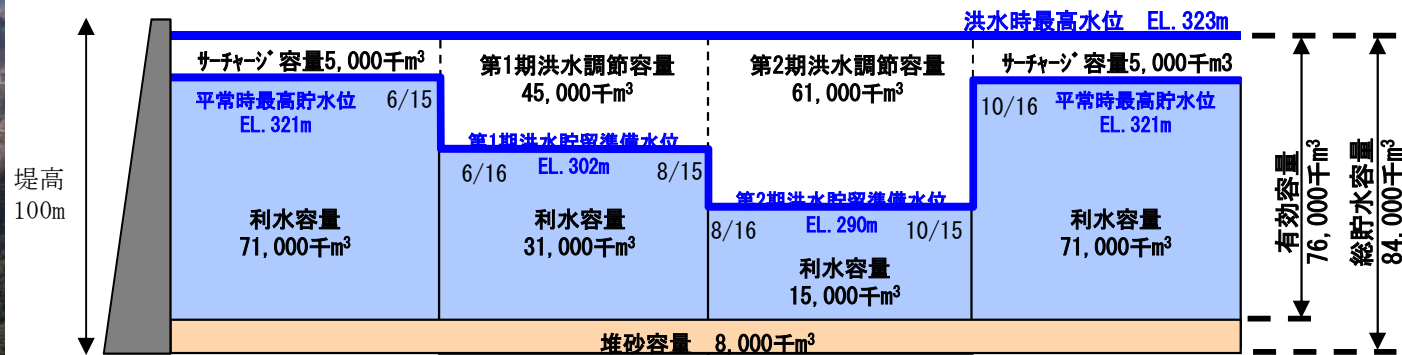 洪水時最高水位 EL.323m
サーチャージ容量5,000千m³
第1期洪水調節容量
45,000千m³
第2期洪水調節容量
61,000千m³
サーチャージ容量5,000千m3
平常時最高貯水位 6/15
EL.321m
10/16 平常時最高貯水位
EL.321m
第1期洪水貯留準備水位
6/16 EL.302m 8/15
第2期洪水貯留準備水位
8/16 EL.290m 10/15
堤高
100m
利水容量
71,000千m³
利水容量
31,000千m³
利水容量
15,000千m³
利水容量
71,000千m³
有効容量
76,000千m³
総貯水容量
84,000千m³
堆砂容量 8,000千m³